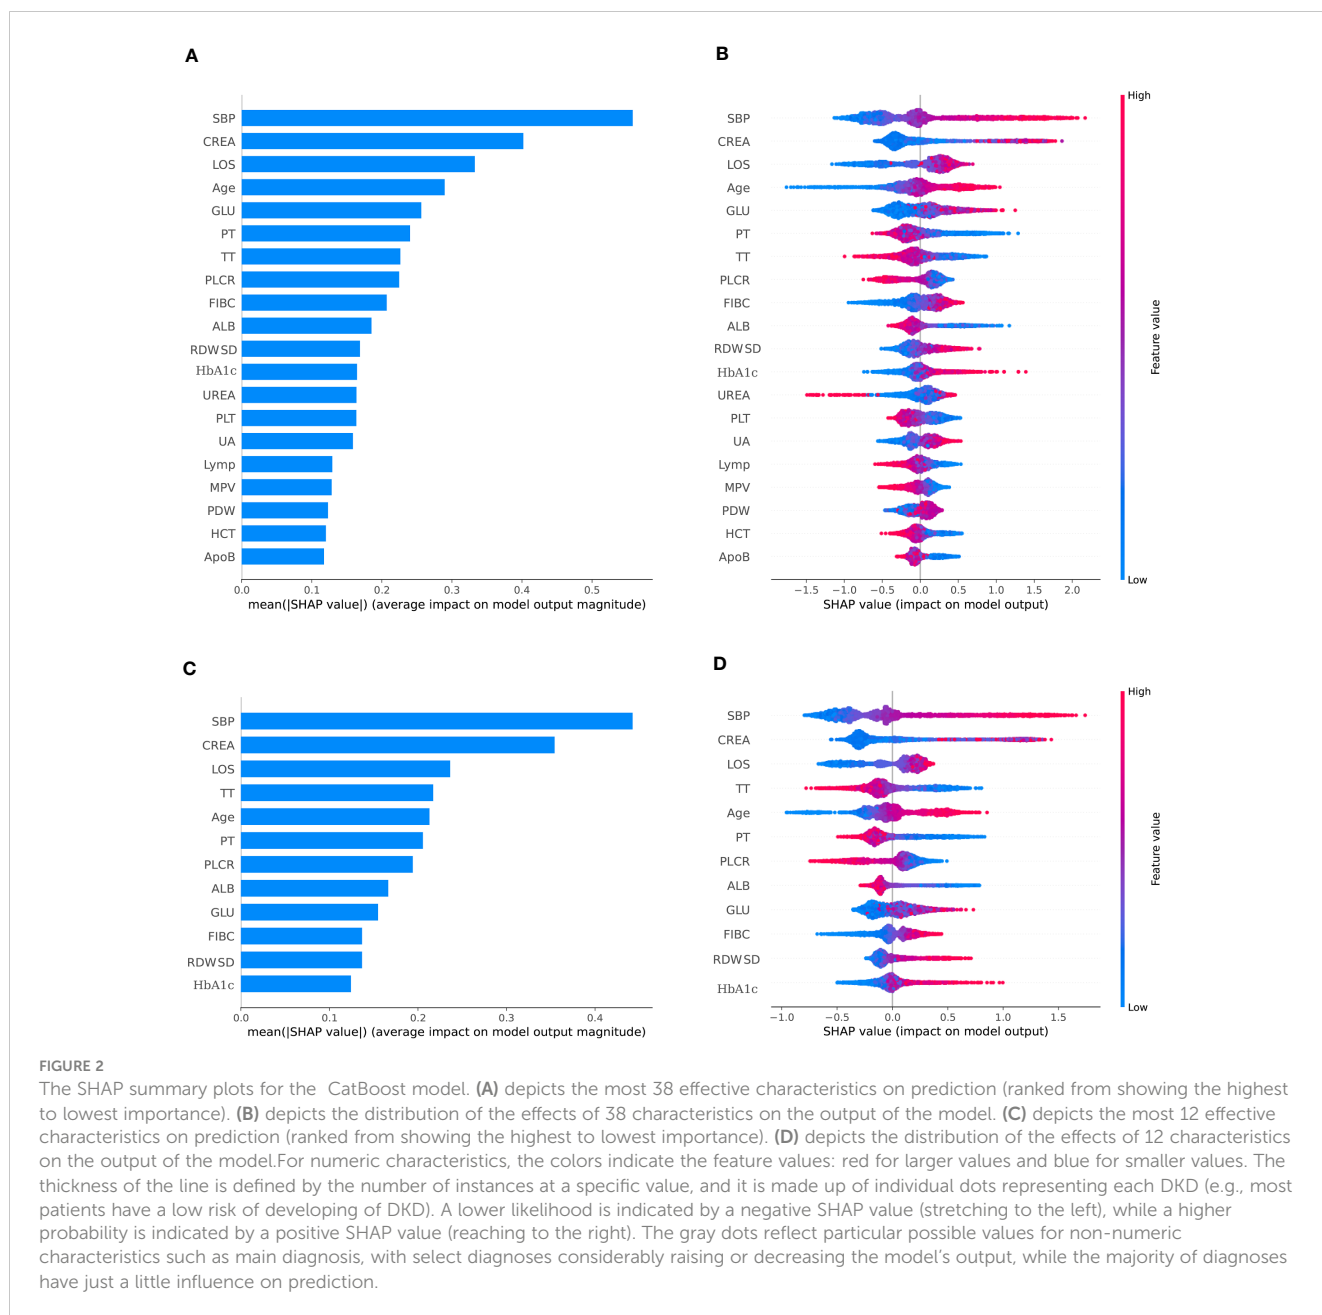 A
SBP
CREA
LOS
Age
GLU
PT
TT
PLCR
FIBC
ALB
RDWSD
HbA1c
UREA
PLT
UA
Lymp
MPV
PDW
HCT
ApoB
0.0 0.1 0.2 0.3 0.4 0.5
mean(|SHAP value|) (average impact on model output magnitude)
B
SBP
CREA
LOS
Age
GLU
PT
TT
PLCR
FIBC
ALB
RDWSD
HbA1c
UREA
PLT
UA
Lymp
MPV
PDW
HCT
ApoB
−1.5 −1.0 −0.5 0.0 0.5 1.0 1.5 2.0
SHAP value (impact on model output)
High
Feature value
Low
C
SBP
CREA
LOS
TT
Age
PT
PLCR
ALB
GLU
FIBC
RDWSD
HbA1c
0.0 0.1 0.2 0.3 0.4
mean(|SHAP value|) (average impact on model output magnitude)
D
SBP
CREA
LOS
TT
Age
PT
PLCR
ALB
GLU
FIBC
RDWSD
HbA1c
−1.0 −0.5 0.0 0.5 1.0 1.5
SHAP value (impact on model output)
High
Feature value
Low
FIGURE 2
The SHAP summary plots for the CatBoost model. (A) depicts the most 38 effective characteristics on prediction (ranked from showing the highest
to lowest importance). (B) depicts the distribution of the effects of 38 characteristics on the output of the model. (C) depicts the most 12 effective
characteristics on prediction (ranked from showing the highest to lowest importance). (D) depicts the distribution of the effects of 12 characteristics
on the output of the model.For numeric characteristics, the colors indicate the feature values: red for larger values and blue for smaller values. The
thickness of the line is defined by the number of instances at a specific value, and it is made up of individual dots representing each DKD (e.g., most
patients have a low risk of developing of DKD). A lower likelihood is indicated by a negative SHAP value (stretching to the left), while a higher
probability is indicated by a positive SHAP value (reaching to the right). The gray dots reflect particular possible values for non-numeric
characteristics such as main diagnosis, with select diagnoses considerably raising or decreasing the model's output, while the majority of diagnoses
have just a little influence on prediction.